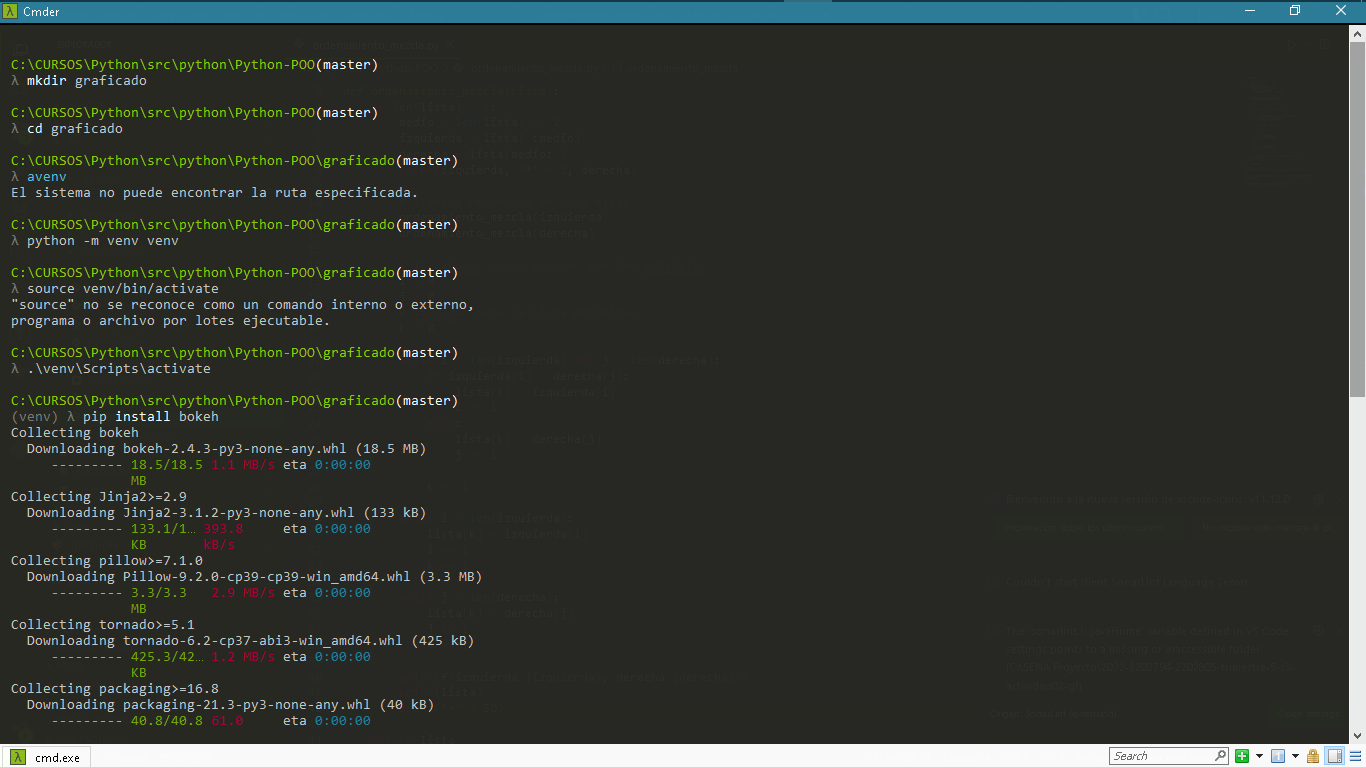 Cmder
C:\CURSOS\Python\src\python\Python-POO(master)
λ mkdir graficado
C:\CURSOS\Python\src\python\Python-POO(master)
λ cd graficado
C:\CURSOS\Python\src\python\Python-POO\graficado(master)
λ avenv
El sistema no puede encontrar la ruta especificada.
C:\CURSOS\Python\src\python\Python-POO\graficado(master)
λ python -m venv venv
C:\CURSOS\Python\src\python\Python-POO\graficado(master)
λ source venv/bin/activate
"source" no se reconoce como un comando interno o externo,
programa o archivo por lotes ejecutable.
C:\CURSOS\Python\src\python\Python-POO\graficado(master)
λ .\venv\Scripts\activate
C:\CURSOS\Python\src\python\Python-POO\graficado(master)
(venv) λ pip install bokeh
Collecting bokeh
Downloading bokeh-2.4.3-py3-none-any.whl (18.5 MB)
--------- 18.5/18.5 1.1 MB/s eta 0:00:00
MB
Collecting Jinja2>=2.9
Downloading Jinja2-3.1.2-py3-none-any.whl (133 kB)
--------- 133.1/1… 393.8 eta 0:00:00
KB kB/s
Collecting pillow>=7.1.0
Downloading Pillow-9.2.0-cp39-cp39-win_amd64.whl (3.3 MB)
--------- 3.3/3.3 2.9 MB/s eta 0:00:00
MB
Collecting tornado>=5.1
Downloading tornado-6.2-cp37-abi3-win_amd64.whl (425 kB)
--------- 425.3/42… 1.2 MB/s eta 0:00:00
KB
Collecting packaging>=16.8
Downloading packaging-21.3-py3-none-any.whl (40 kB)
--------- 40.8/40.8 61.0 eta 0:00:00
cmd.exe
Search